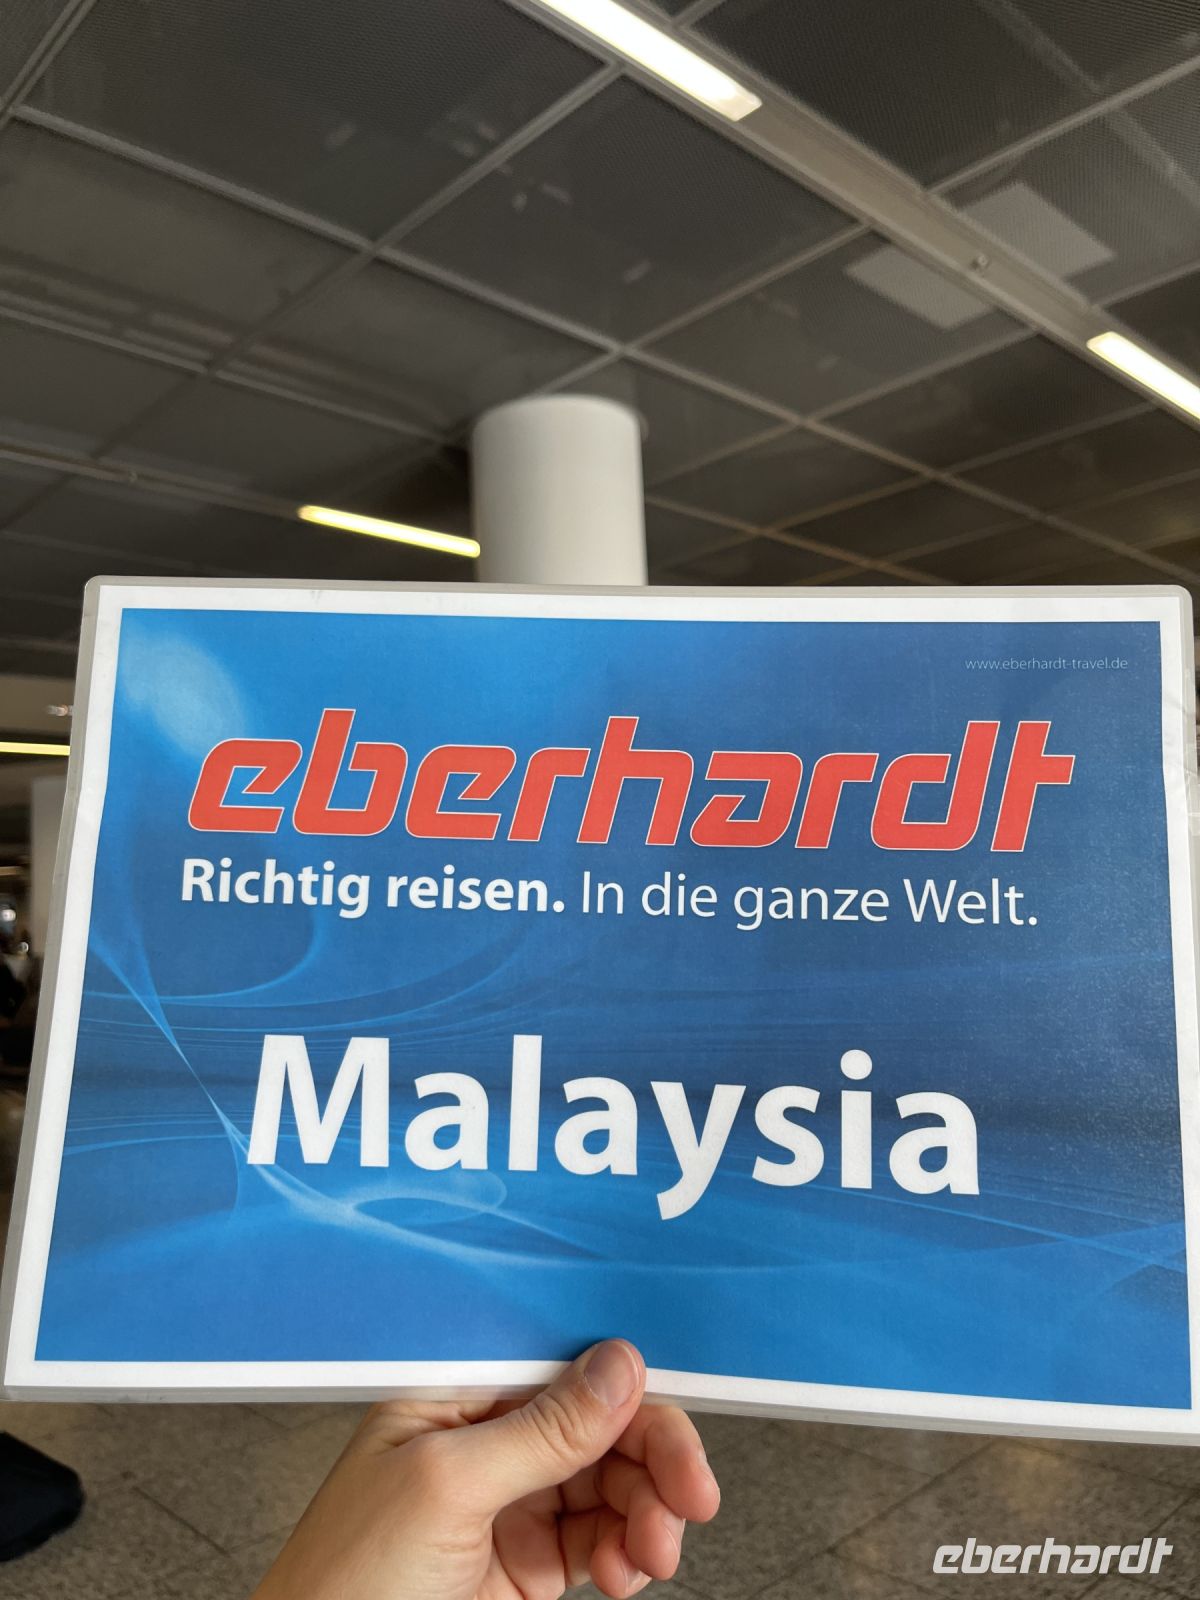 www.eberhardt-travel.de
eberhardt
Richtig reisen. In die ganze Welt.
Malaysia
eberhardt